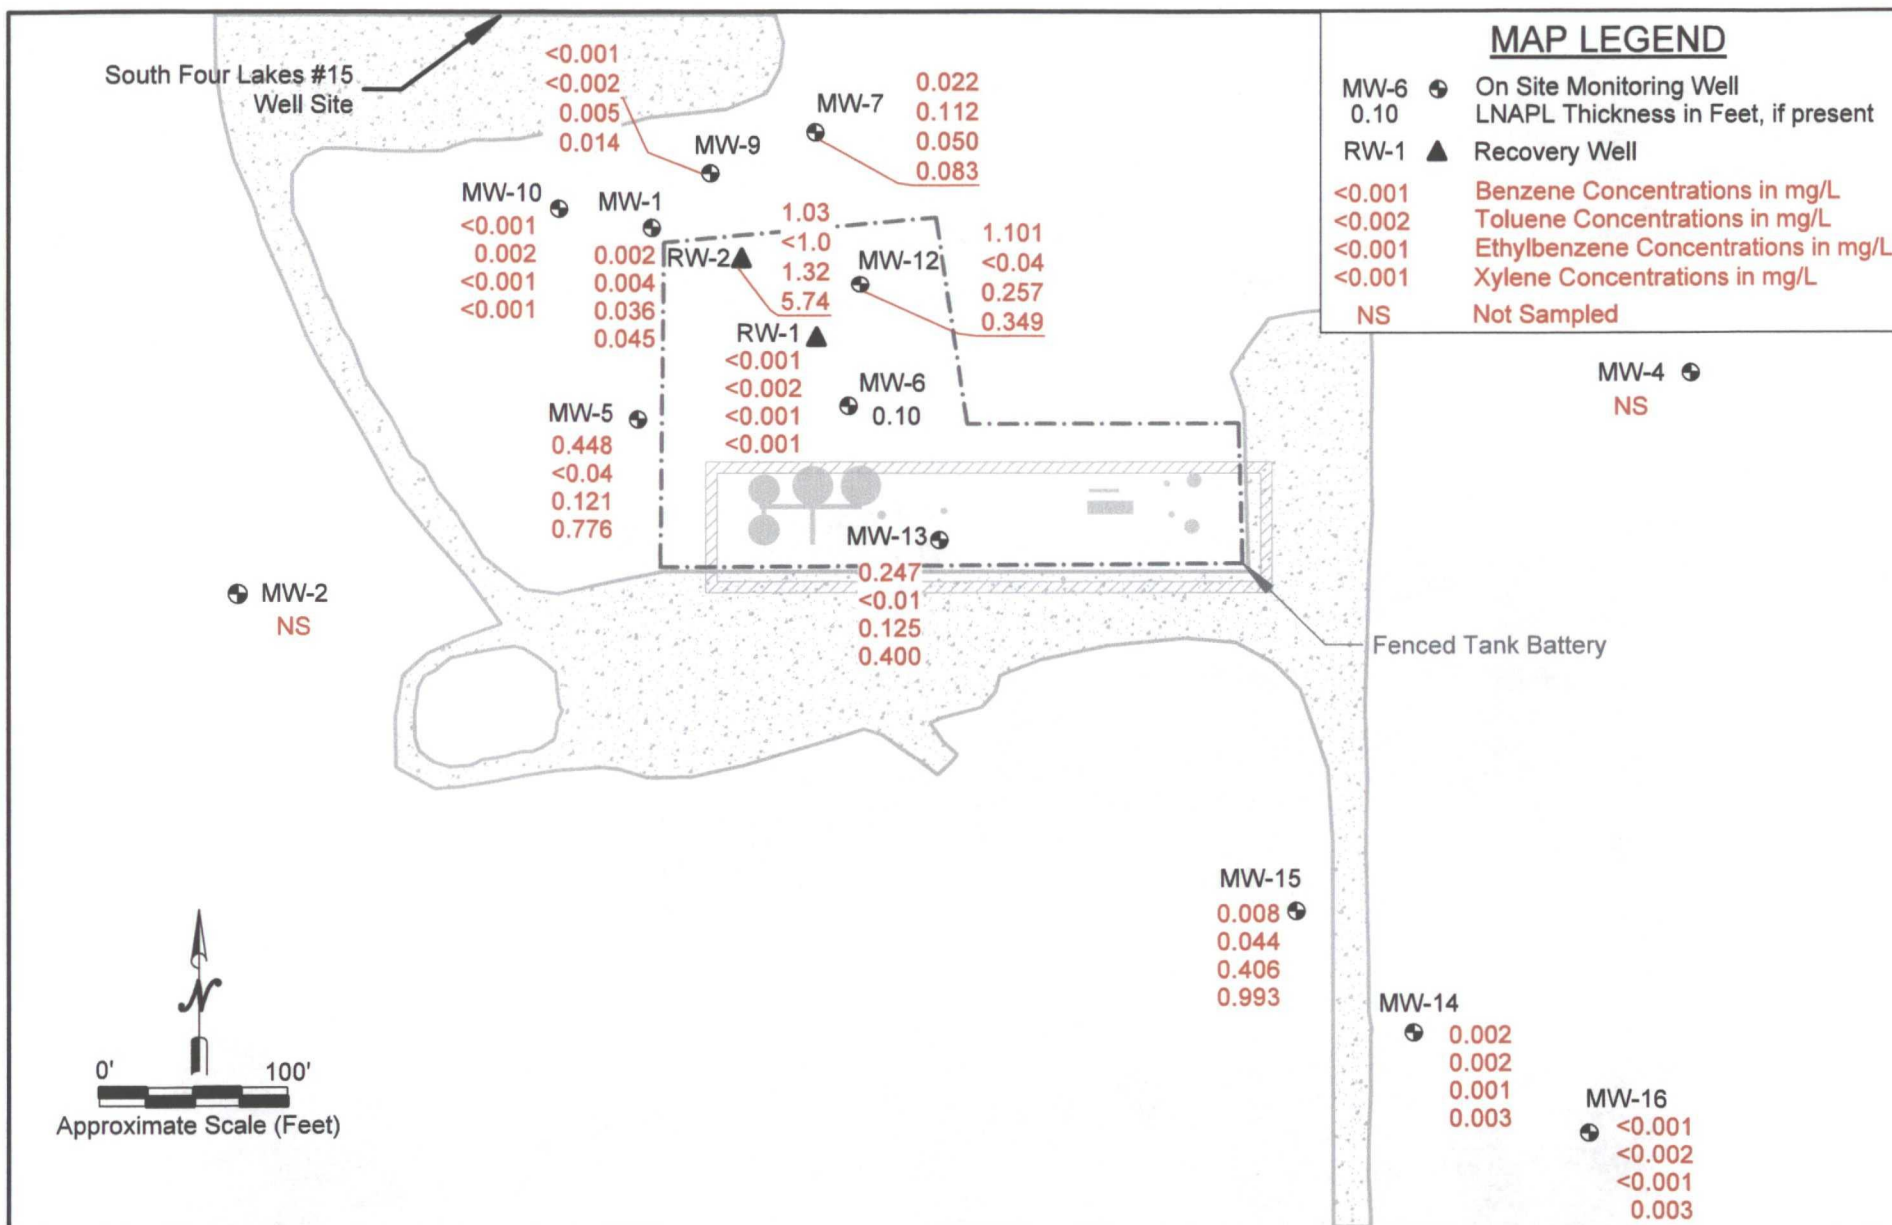 South Four Lakes #15
Well Site
<0.001
<0.002
0.005
0.014
MW-9
MW-7
0.022
0.112
0.050
0.083
MAP LEGEND
MW-6 On Site Monitoring Well
0.10 LNAPL Thickness in Feet, if present
RW-1 Recovery Well
<0.001 Benzene Concentrations in mg/L
<0.002 Toluene Concentrations in mg/L
<0.001 Ethylbenzene Concentrations in mg/L
<0.001 Xylene Concentrations in mg/L
NS Not Sampled
MW-10
<0.001
0.002
<0.001
<0.001
MW-1
0.002
0.004
0.036
0.045
RW-2
1.03
<1.0
1.32
5.74
MW-12
1.101
<0.04
0.257
0.349
RW-1
<0.001
<0.002
<0.001
<0.001
MW-6
0.10
MW-4
NS
MW-5
0.448
<0.04
0.121
0.776
MW-13
0.247
<0.01
0.125
0.400
MW-2
NS
Fenced Tank Battery
MW-15
0.008
0.044
0.406
0.993
MW-14
0.002
0.002
0.001
0.003
MW-16
<0.001
<0.002
<0.001
0.003
N
0' 100'
Approximate Scale (Feet)